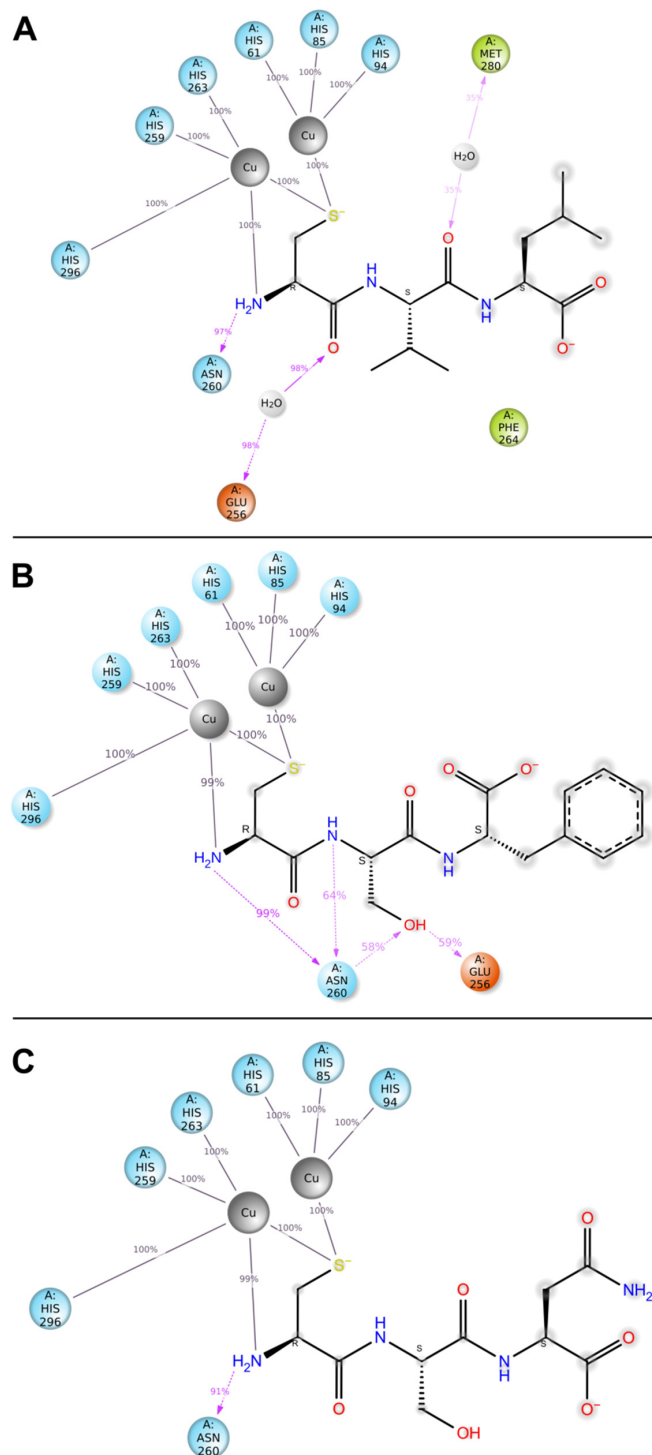 A
A:
HIS
61
A:
HIS
85
A:
HIS
94
A:
MET
280
A:
HIS
263
A:
HIS
259
100%
100%
100%
100%
35%
Cu
100%
H₂O
Cu
100%
100%
35%
100%
A:
HIS
296
100%
S⁻
O
H
N
S
H₂N
R
N
H
S
O
O⁻
97%
O
A:
ASN
260
98%
H₂O
98%
A:
PHE
264
A:
GLU
256
B
A:
HIS
61
A:
HIS
85
A:
HIS
94
A:
HIS
263
A:
HIS
259
100%
100%
100%
100%
100%
Cu
Cu
100%
100%
100%
A:
HIS
296
99%
S⁻
O
O
O⁻
H
N
R
S
S
H₂N
N
H
O
99%
64%
OH
58%
59%
A:
ASN
260
A:
GLU
256
C
A:
HIS
61
A:
HIS
85
A:
HIS
94
A:
HIS
263
A:
HIS
259
100%
100%
100%
100%
100%
Cu
Cu
100%
100%
100%
A:
HIS
296
99%
S⁻
O
O
NH₂
H
N
R
S
S
H₂N
N
H
O
O
O⁻
91%
OH
A:
ASN
260